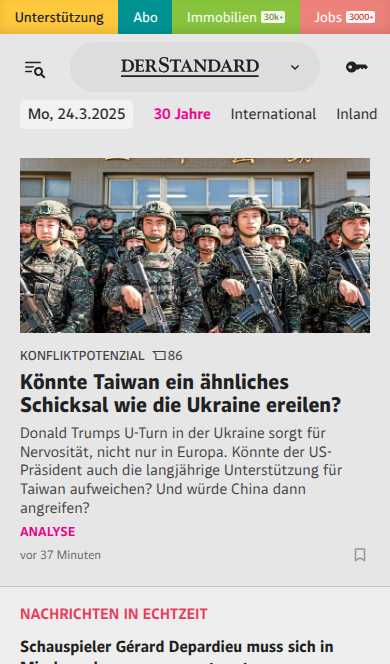 Unterstützung Abo Immobilien 30k+ Jobs 3000+
DERSTANDARD
Mo, 24.3.2025 30 Jahre International Inland
KONFLIKTPOTENZIAL 86
Könnte Taiwan ein ähnliches
Schicksal wie die Ukraine ereilen?
Donald Trumps U-Turn in der Ukraine sorgt für
Nervosität, nicht nur in Europa. Könnte der US-
Präsident auch die langjährige Unterstützung für
Taiwan aufweichen? Und würde China dann
angreifen?
ANALYSE
vor 37 Minuten
NACHRICHTEN IN ECHTZEIT
Schauspieler Gérard Depardieu muss sich in